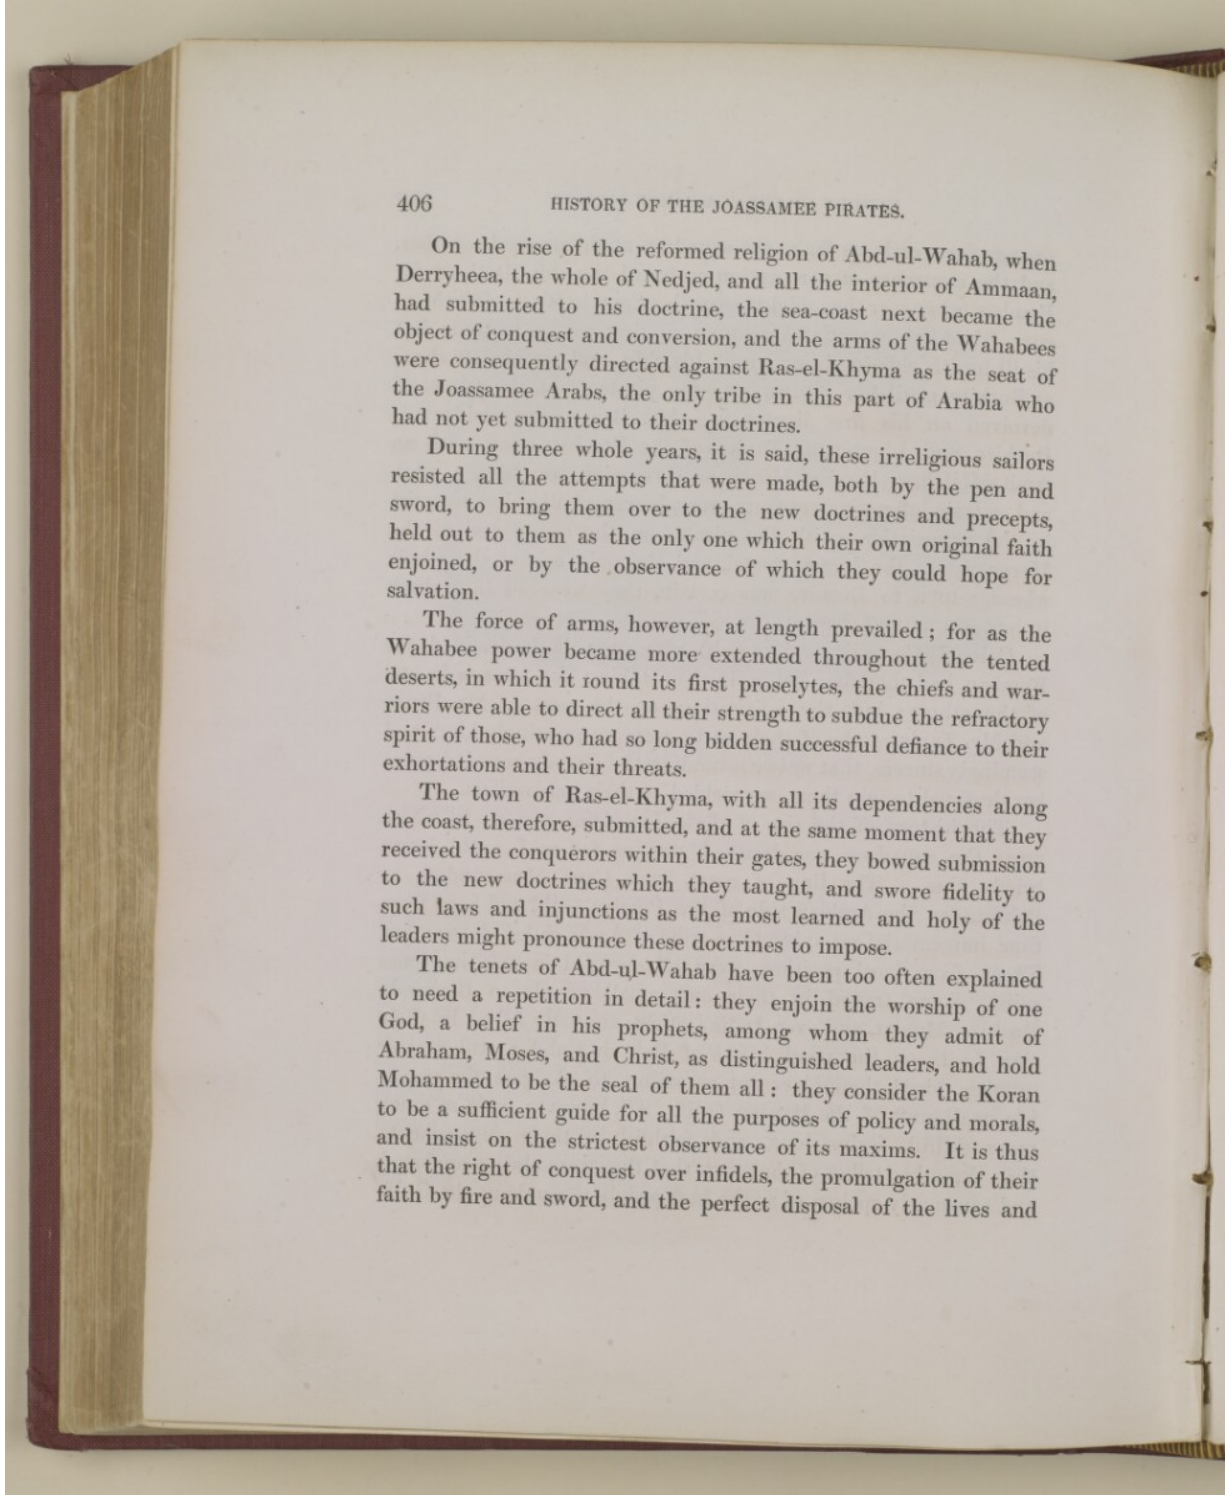 406 HISTORY OF THE JOASSAMEE PIRATES.
On the rise of the reformed religion of Abd-ul-Wahab, when
Derryheea, the whole of Nedjed, and all the interior of Ammaan,
had submitted to his doctrine, the sea-coast next became the
object of conquest and conversion, and the arms of the Wahabees
were consequently directed against Ras-el-Khyma as the seat of
the Joassamee Arabs, the only tribe in this part of Arabia who
had not yet submitted to their doctrines.
During three whole years, it is said, these irreligious sailors
resisted all the attempts that were made, both by the pen and
sword, to bring them over to the new doctrines and precepts,
held out to them as the only one which their own original faith
enjoined, or by the observance of which they could hope for
salvation.
The force of arms, however, at length prevailed ; for as the
Wahabee power became more extended throughout the tented
deserts, in which it round its first proselytes, the chiefs and war-
riors were able to direct all their strength to subdue the refractory
spirit of those, who had so long bidden successful defiance to their
exhortations and their threats.
The town of Ras-el-Khyma, with all its dependencies along
the coast, therefore, submitted, and at the same moment that they
received the conquerors within their gates, they bowed submission
to the new doctrines which they taught, and swore fidelity to
such laws and injunctions as the most learned and holy of the
leaders might pronounce these doctrines to impose.
The tenets of Abd-ul-Wahab have been too often explained
to need a repetition in detail : they enjoin the worship of one
God, a belief in his prophets, among whom they admit of
Abraham, Moses, and Christ, as distinguished leaders, and hold
Mohammed to be the seal of them all : they consider the Koran
to be a sufficient guide for all the purposes of policy and morals,
and insist on the strictest observance of its maxims. It is thus
that the right of conquest over infidels, the promulgation of their
faith by fire and sword, and the perfect disposal of the lives and